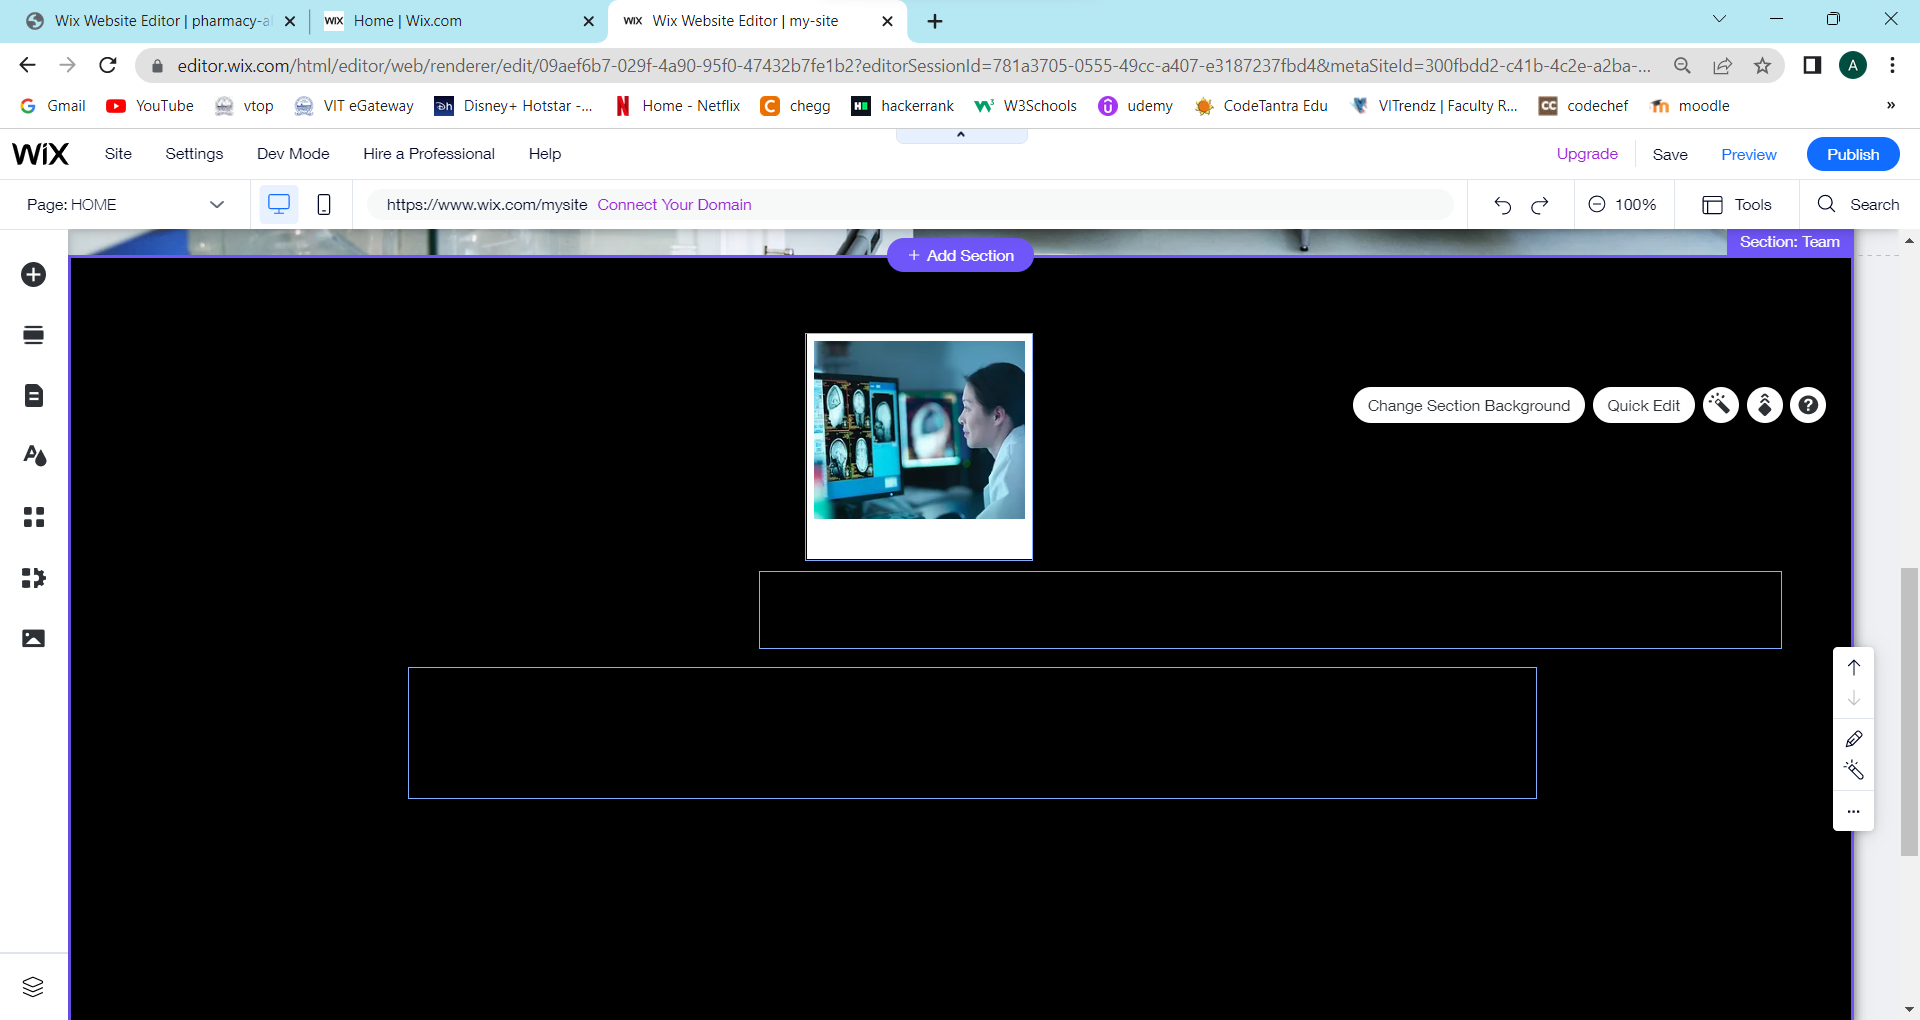 Wix Website Editor | pharmacy-a
WIX Home | Wix.com
WIX Wix Website Editor | my-site
editor.wix.com/html/editor/web/renderer/edit/09aef6b7-029f-4a90-95f0-47432b7fe1b2?editorSessionId=781a3705-0555-49cc-a407-e3187237fbd4&metaSiteId=300fbdd2-c41b-4c2e-a2ba-... A
Gmail YouTube vtop VIT eGateway Disney+ Hotstar -... Home - Netflix chegg hackerrank W3Schools udemy CodeTantra Edu VITrendz | Faculty R... CC codechef moodle »
WIX Site Settings Dev Mode Hire a Professional Help Upgrade Save Preview Publish
Page: HOME https://www.wix.com/mysite Connect Your Domain 100% Tools Search
Section: Team
+ Add Section
Change Section Background Quick Edit ?